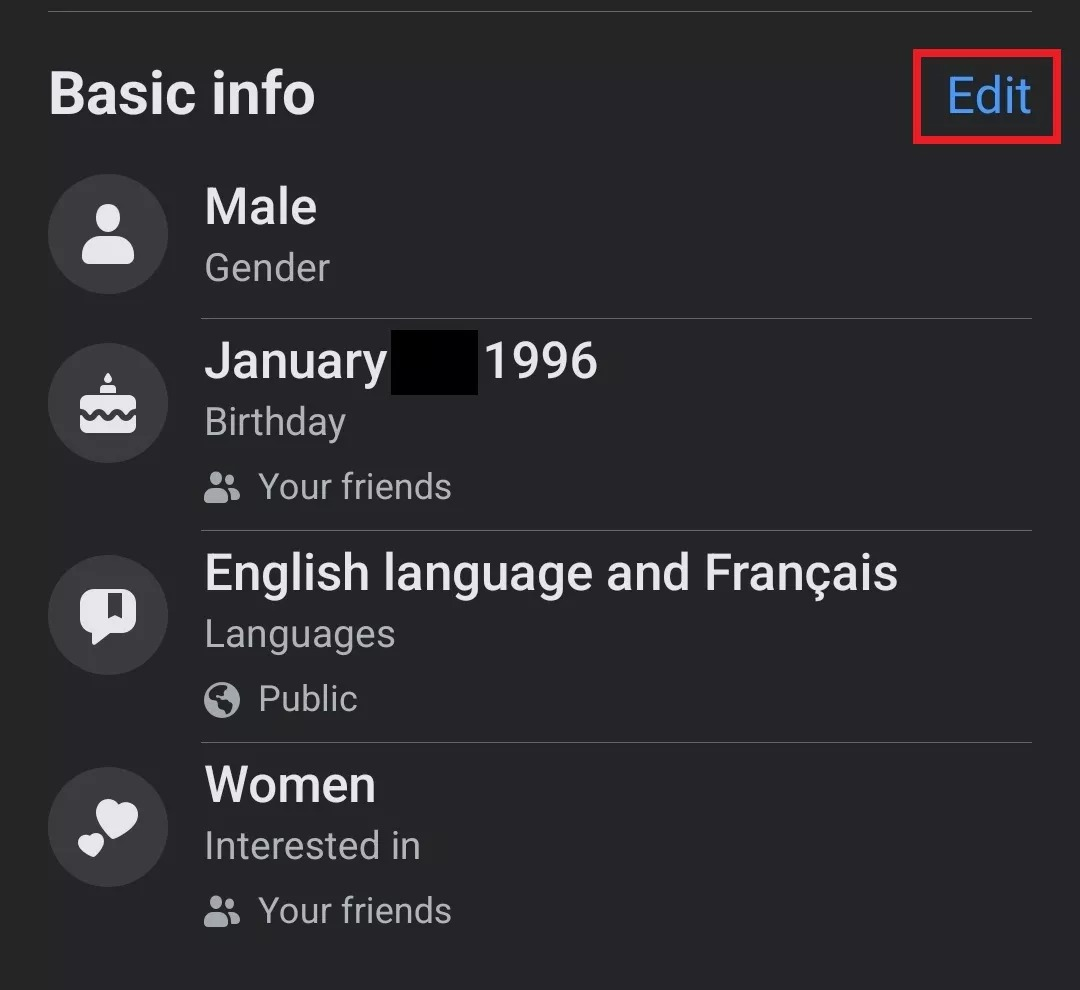 Basic info
Edit
Male
Gender
January 1996
Birthday
Your friends
English language and Français
Languages
Public
Women
Interested in
Your friends